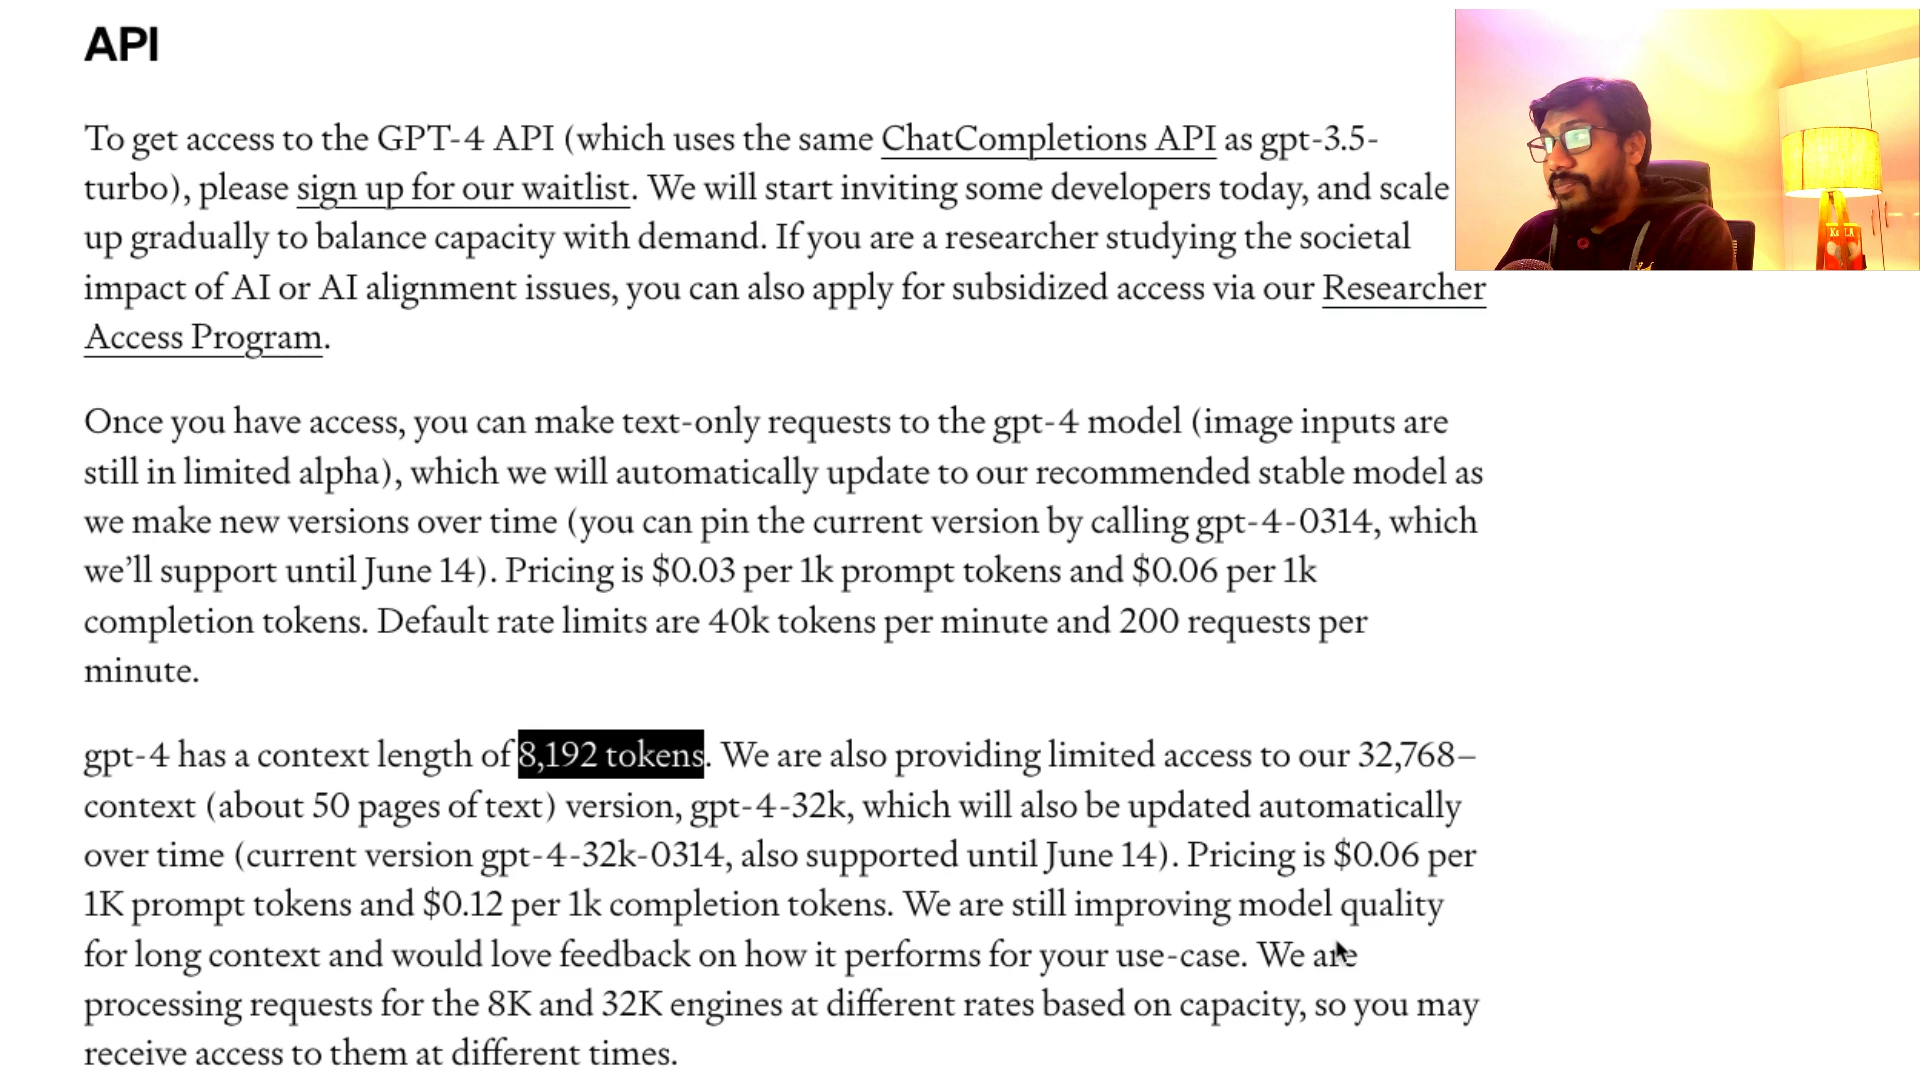 API
To get access to the GPT-4 API (which uses the same ChatCompletions API as gpt-3.5-
turbo), please sign up for our waitlist. We will start inviting some developers today, and scale
up gradually to balance capacity with demand. If you are a researcher studying the societal
impact of AI or AI alignment issues, you can also apply for subsidized access via our Researcher
Access Program.
Once you have access, you can make text-only requests to the gpt-4 model (image inputs are
still in limited alpha), which we will automatically update to our recommended stable model as
we make new versions over time (you can pin the current version by calling gpt-4-0314, which
we’ll support until June 14). Pricing is $0.03 per 1k prompt tokens and $0.06 per 1k
completion tokens. Default rate limits are 40k tokens per minute and 200 requests per
minute.
gpt-4 has a context length of 8,192 tokens. We are also providing limited access to our 32,768–
context (about 50 pages of text) version, gpt-4-32k, which will also be updated automatically
over time (current version gpt-4-32k-0314, also supported until June 14). Pricing is $0.06 per
1K prompt tokens and $0.12 per 1k completion tokens. We are still improving model quality
for long context and would love feedback on how it performs for your use-case. We are
processing requests for the 8K and 32K engines at different rates based on capacity, so you may
receive access to them at different times.